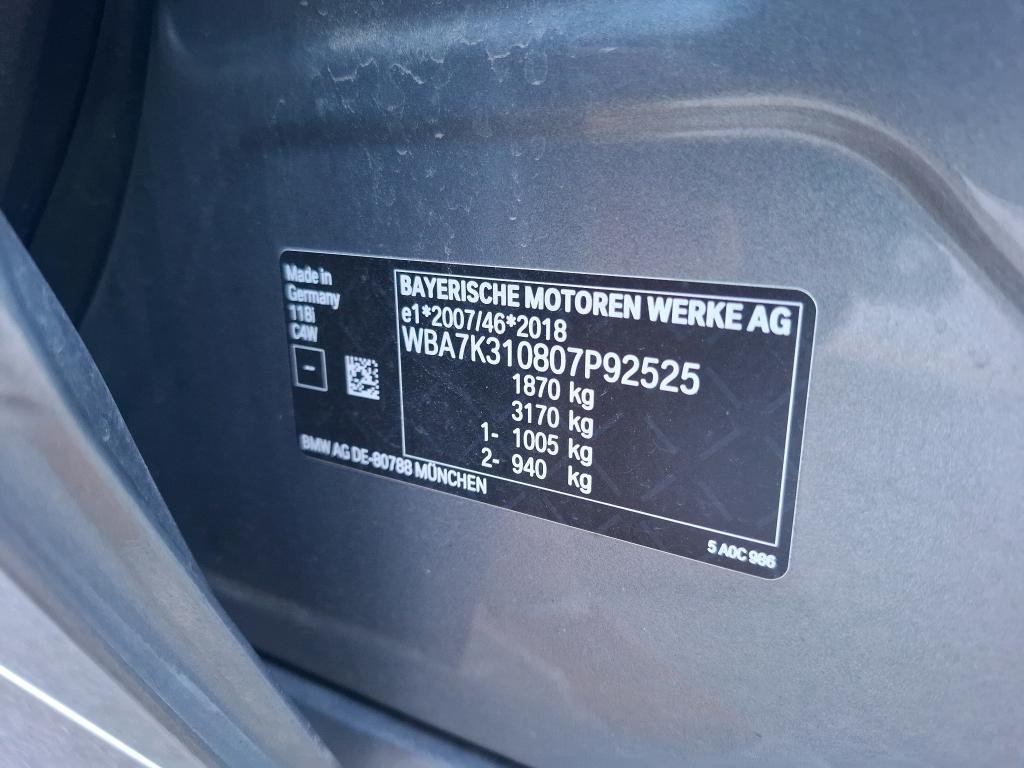 Made in
Germany
118i
C4W
-
BMW AG DE-80788 MÜNCHEN
BAYERISCHE MOTOREN WERKE AG
e1*2007/46*2018
WBA7K310807P92525
1870 kg
3170 kg
1- 1005 kg
2- 940 kg
5 A0C 986